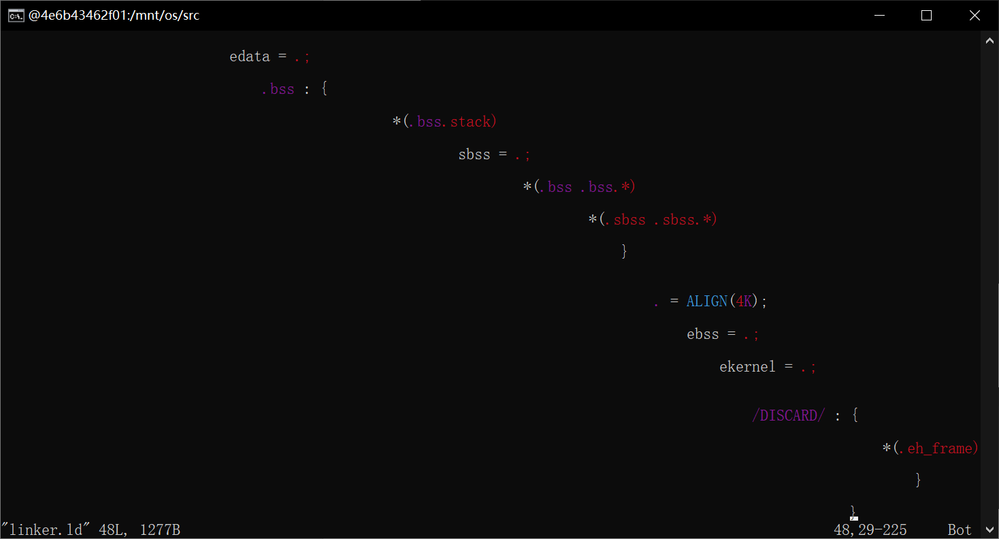 @4e6b43462f01:/mnt/os/src
edata = .;
.bss : {
*(.bss.stack)
sbss = .;
*(.bss .bss.*)
*(.sbss .sbss.*)
}
. = ALIGN(4K);
ebss = .;
ekernel = .;
/DISCARD/ : {
*(.eh_frame)
}
}
"linker.ld" 48L, 1277B 48,29-225 Bot